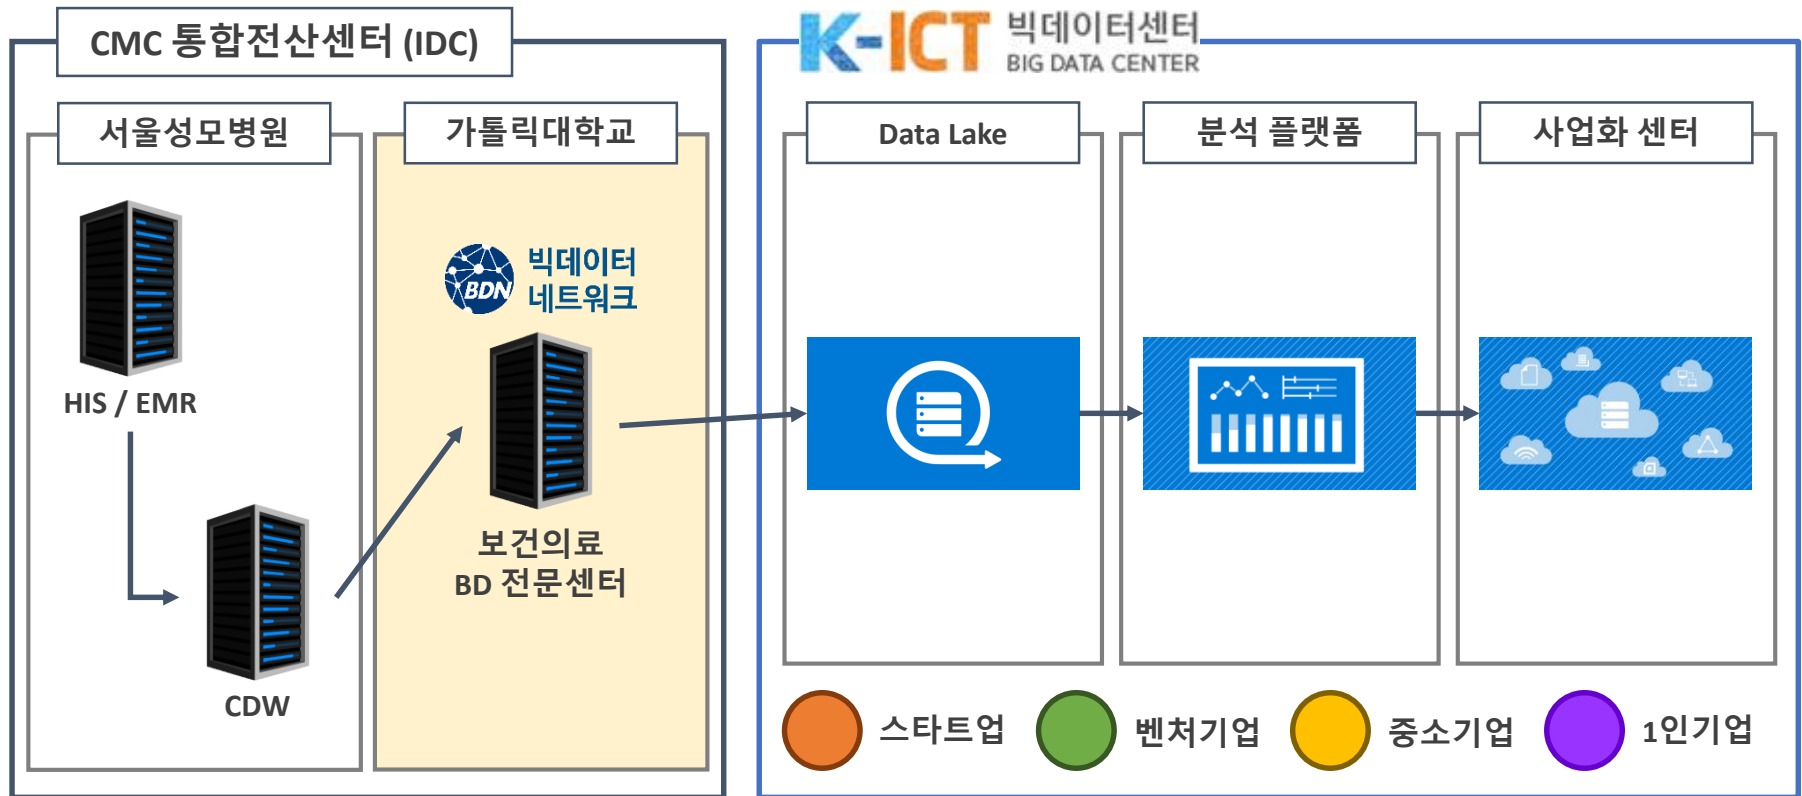 CMC 통합전산센터 (IDC)
K-ICT 빅데이터센터
BIG DATA CENTER
서울성모병원
가톨릭대학교
Data Lake
분석 플랫폼
사업화 센터
BDN 빅데이터
네트워크
HIS / EMR
보건의료
BD 전문센터
CDW
스타트업
벤처기업
중소기업
1인기업